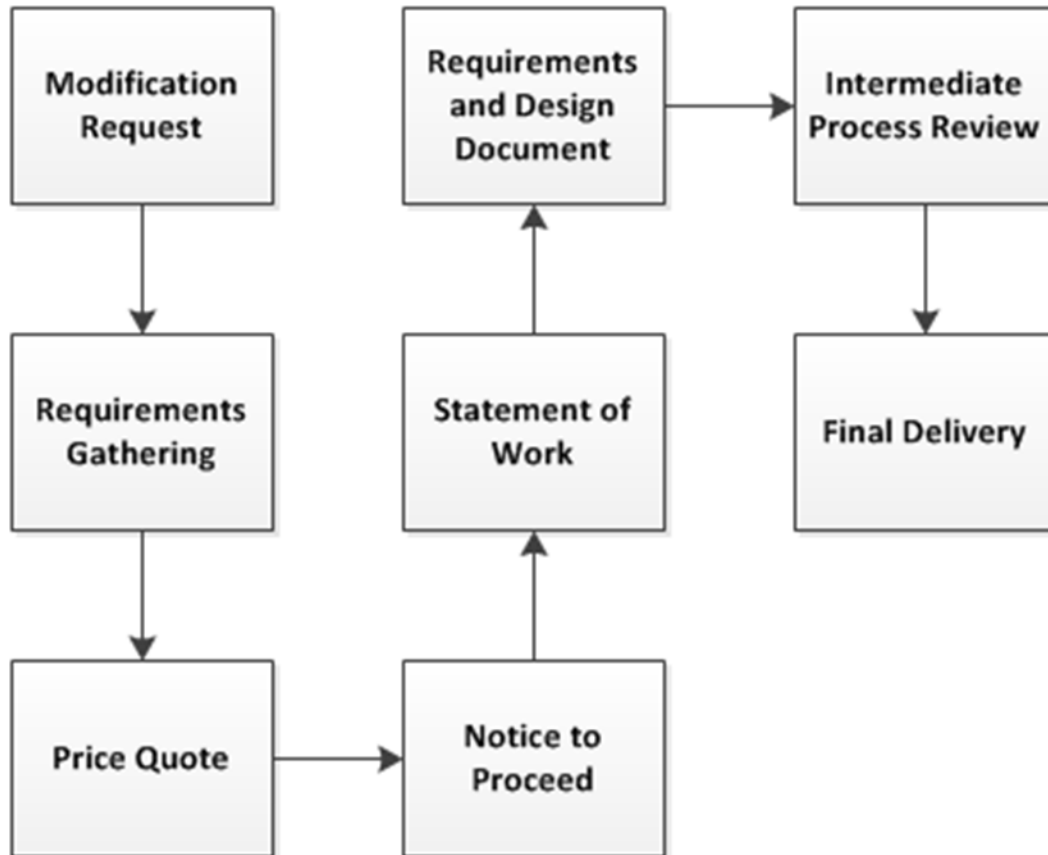 Modification
Request
Requirements
Gathering
Price Quote
Notice to
Proceed
Statement of
Work
Requirements
and Design
Document
Intermediate
Process Review
Final Delivery